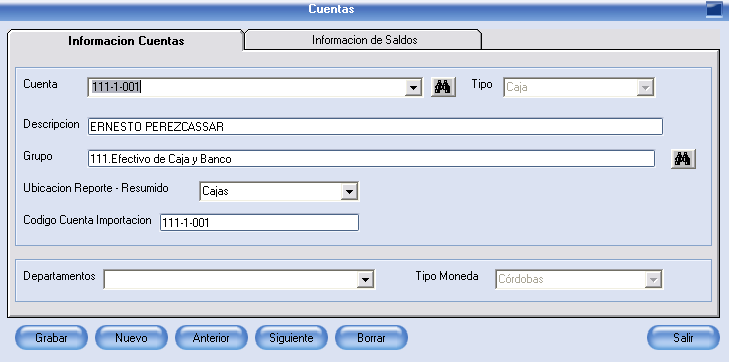 Cuentas
Informacion Cuentas Informacion de Saldos
Cuenta 111-1-001 Tipo Caja
Descripcion ERNESTO PEREZCASSAR
Grupo 111.Efectivo de Caja y Banco
Ubicacion Reporte - Resumido Cajas
Codigo Cuenta Importacion 111-1-001
Departamentos Tipo Moneda Córdobas
Grabar Nuevo Anterior Siguiente Borrar Salir